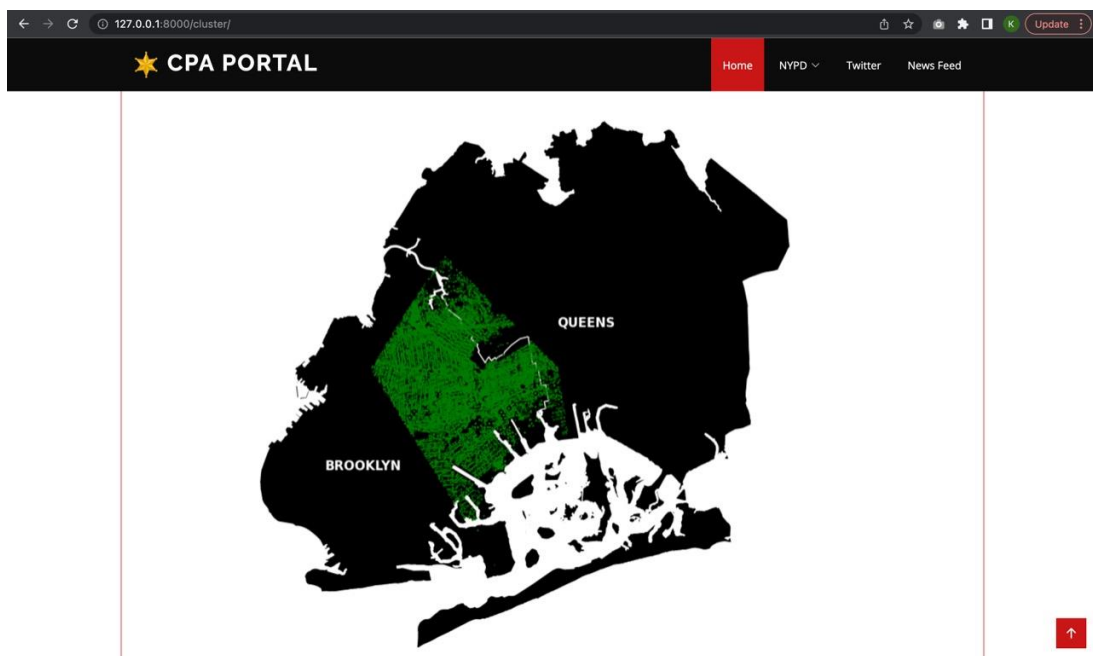 127.0.0.1:8000/cluster/
K
Update
CPA PORTAL
Home
NYPD
Twitter
News Feed
QUEENS
BROOKLYN